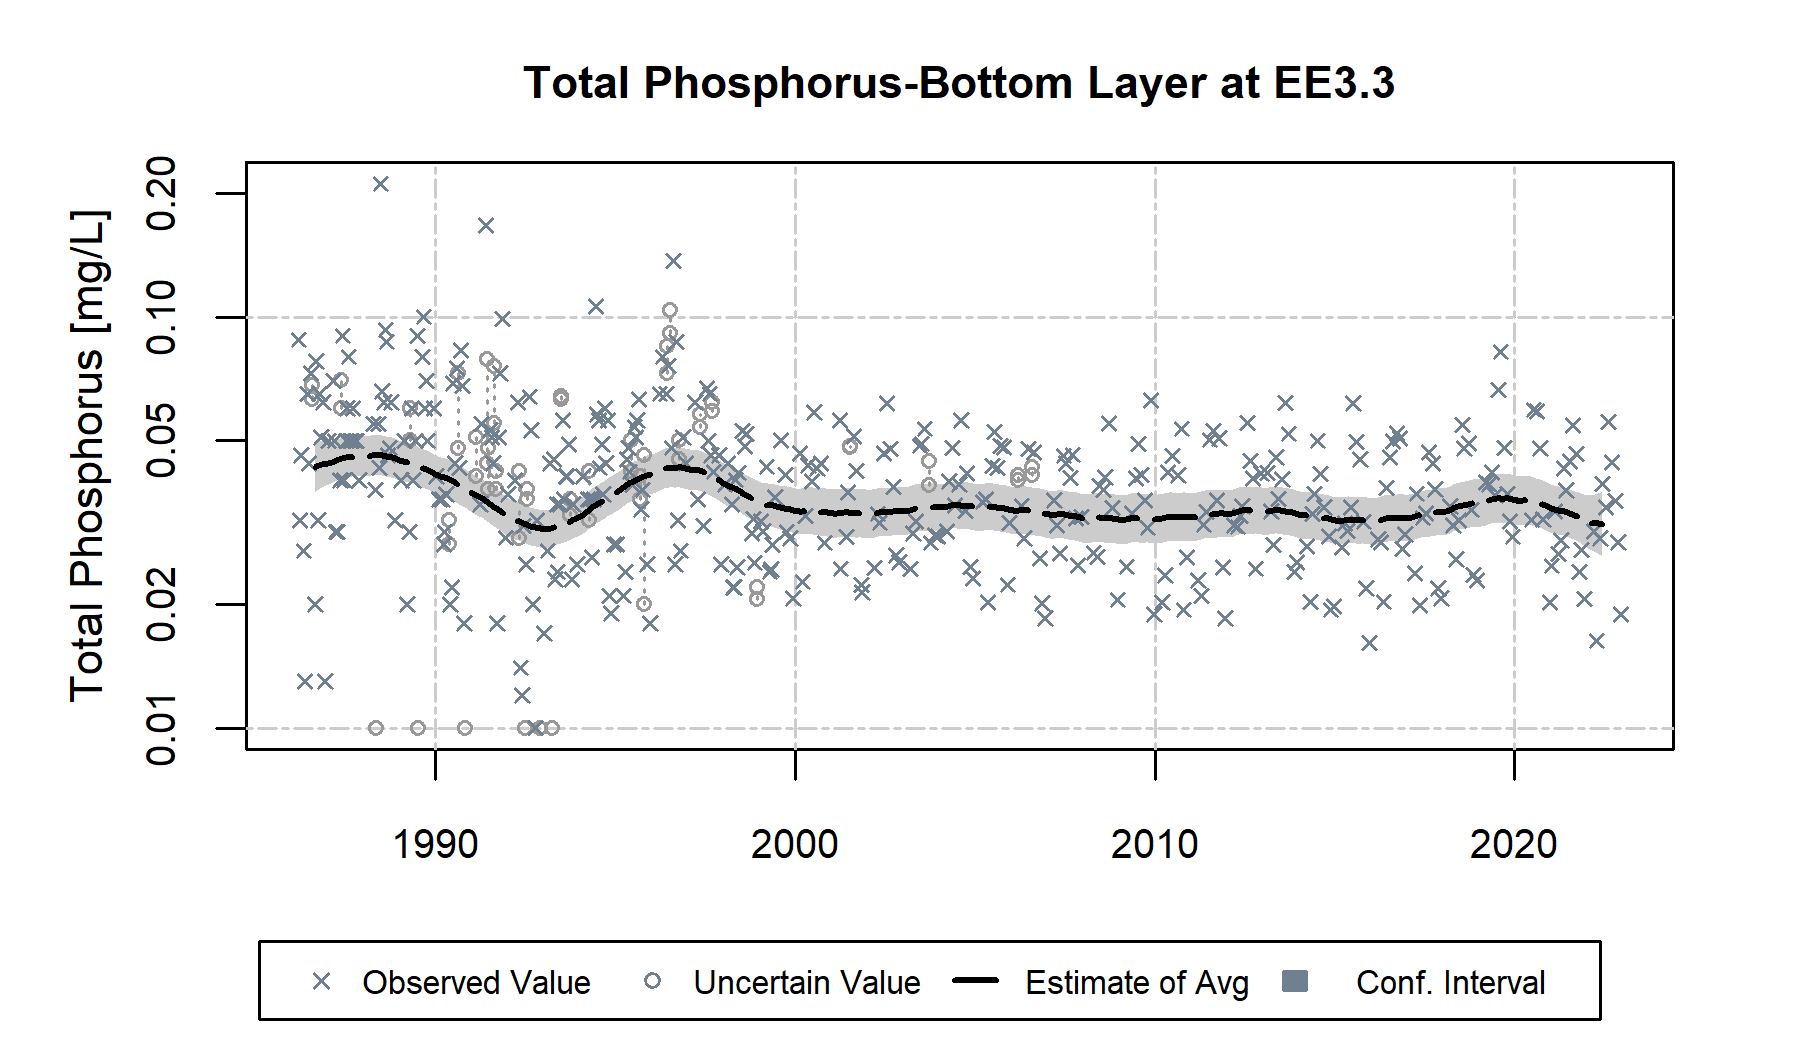 Total Phosphorus-Bottom Layer at EE3.3
Total Phosphorus [mg/L]
0.20
0.10
0.05
0.02
0.01
1990 2000 2010 2020
Observed Value Uncertain Value Estimate of Avg Conf. Interval